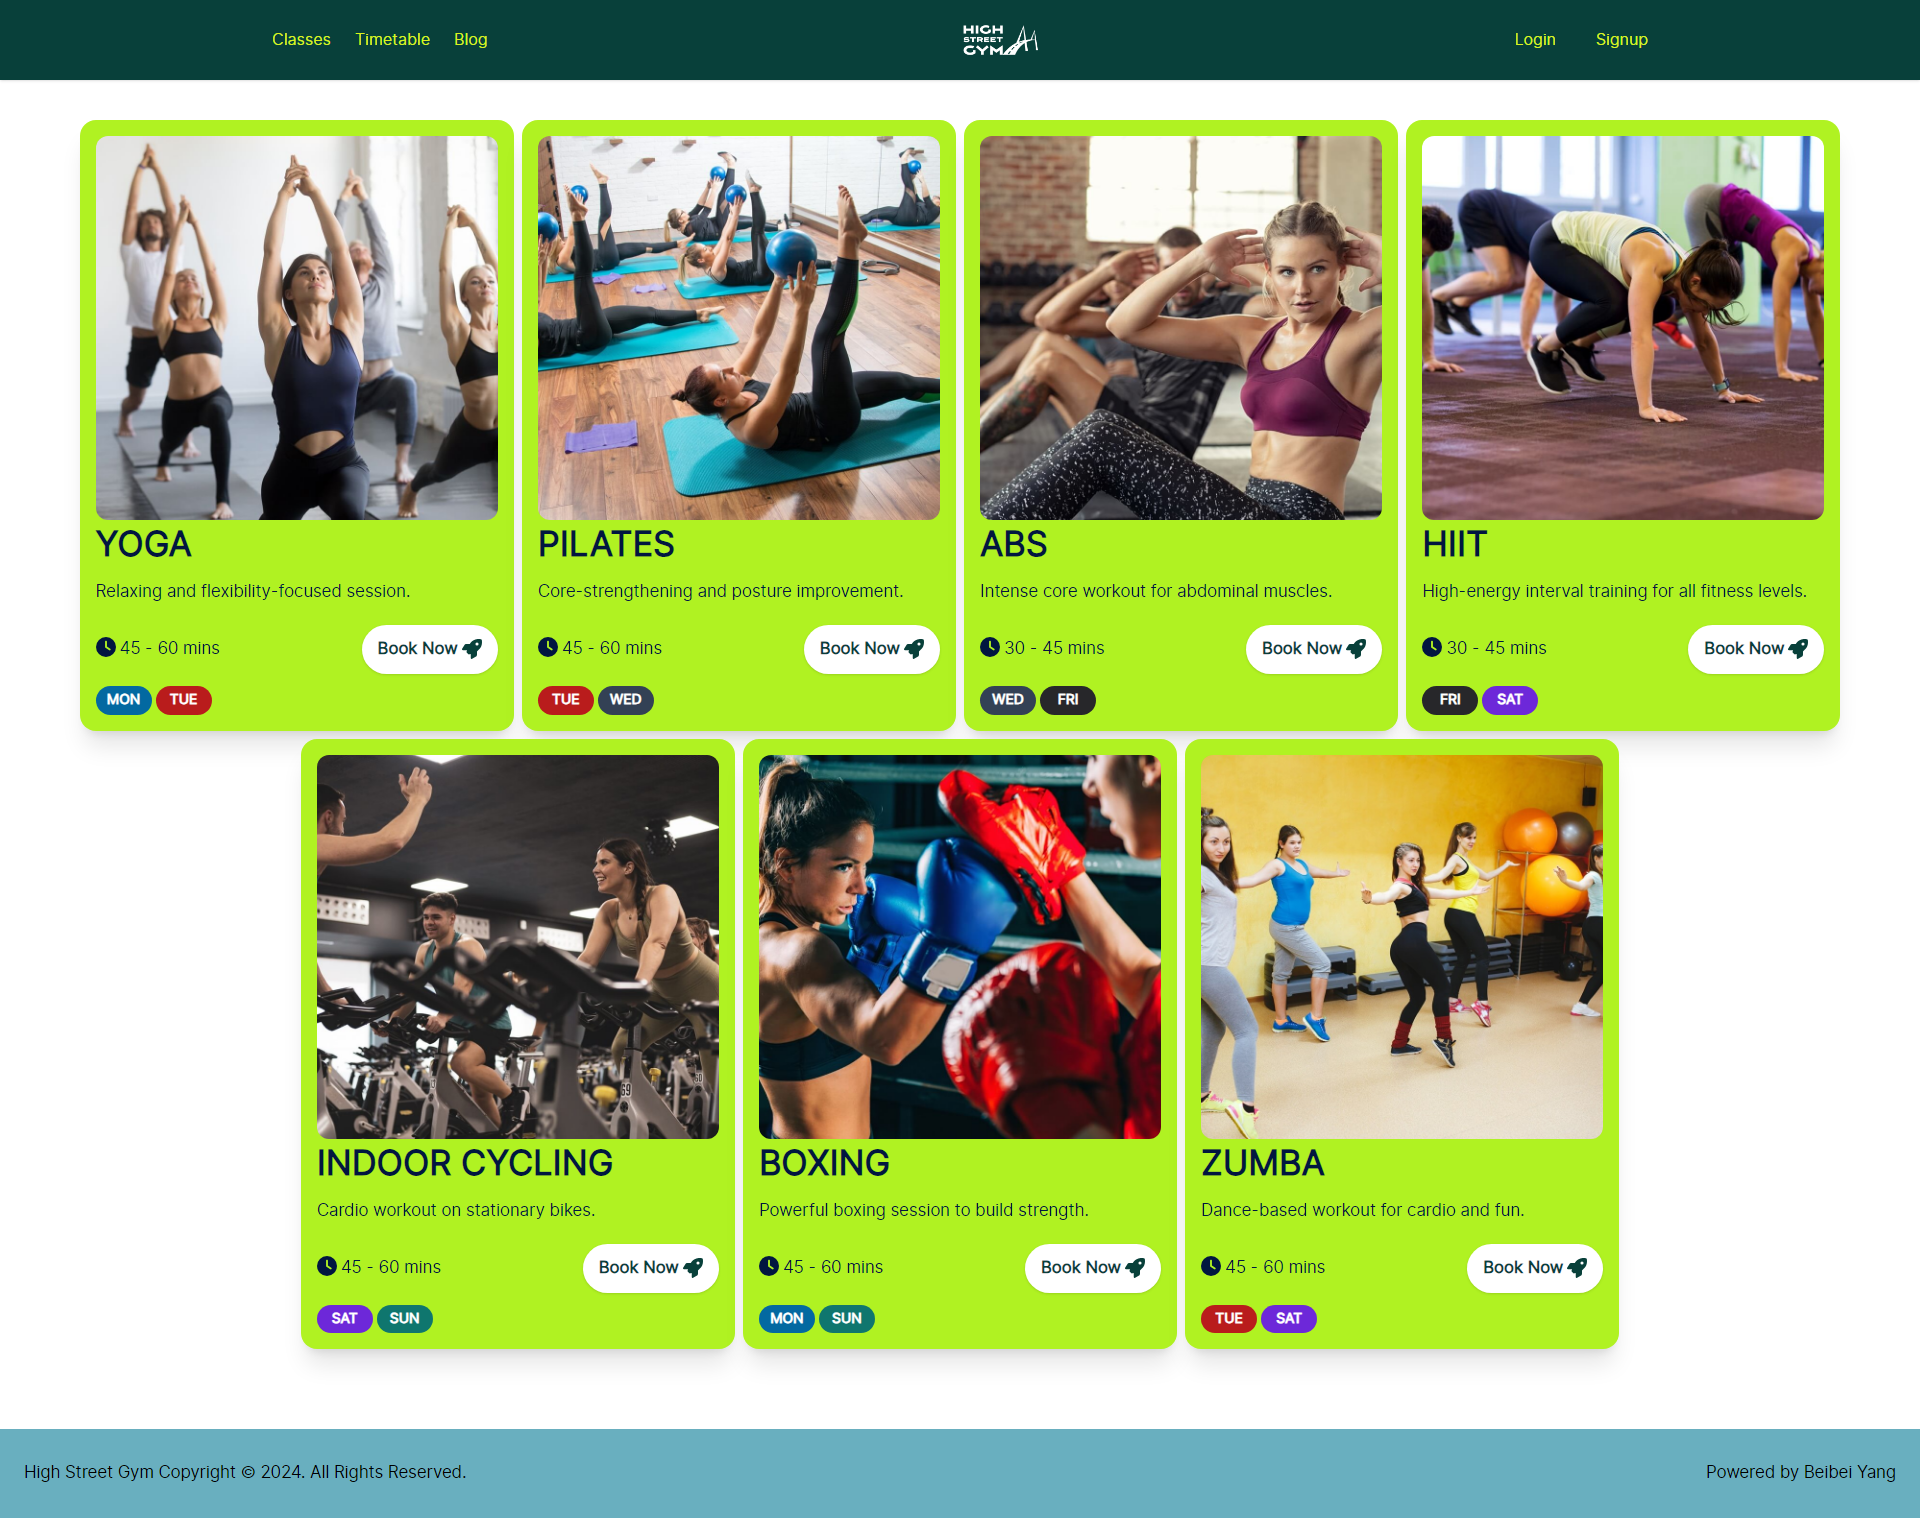 Classes Timetable Blog
HIGH STREET GYM
Login Signup
YOGA
Relaxing and flexibility-focused session.
45 - 60 mins
Book Now
MON TUE
PILATES
Core-strengthening and posture improvement.
45 - 60 mins
Book Now
TUE WED
ABS
Intense core workout for abdominal muscles.
30 - 45 mins
Book Now
WED FRI
HIIT
High-energy interval training for all fitness levels.
30 - 45 mins
Book Now
FRI SAT
69
INDOOR CYCLING
Cardio workout on stationary bikes.
45 - 60 mins
Book Now
SAT SUN
BOXING
Powerful boxing session to build strength.
45 - 60 mins
Book Now
MON SUN
ZUMBA
Dance-based workout for cardio and fun.
45 - 60 mins
Book Now
TUE SAT
High Street Gym Copyright © 2024. All Rights Reserved.
Powered by Beibei Yang